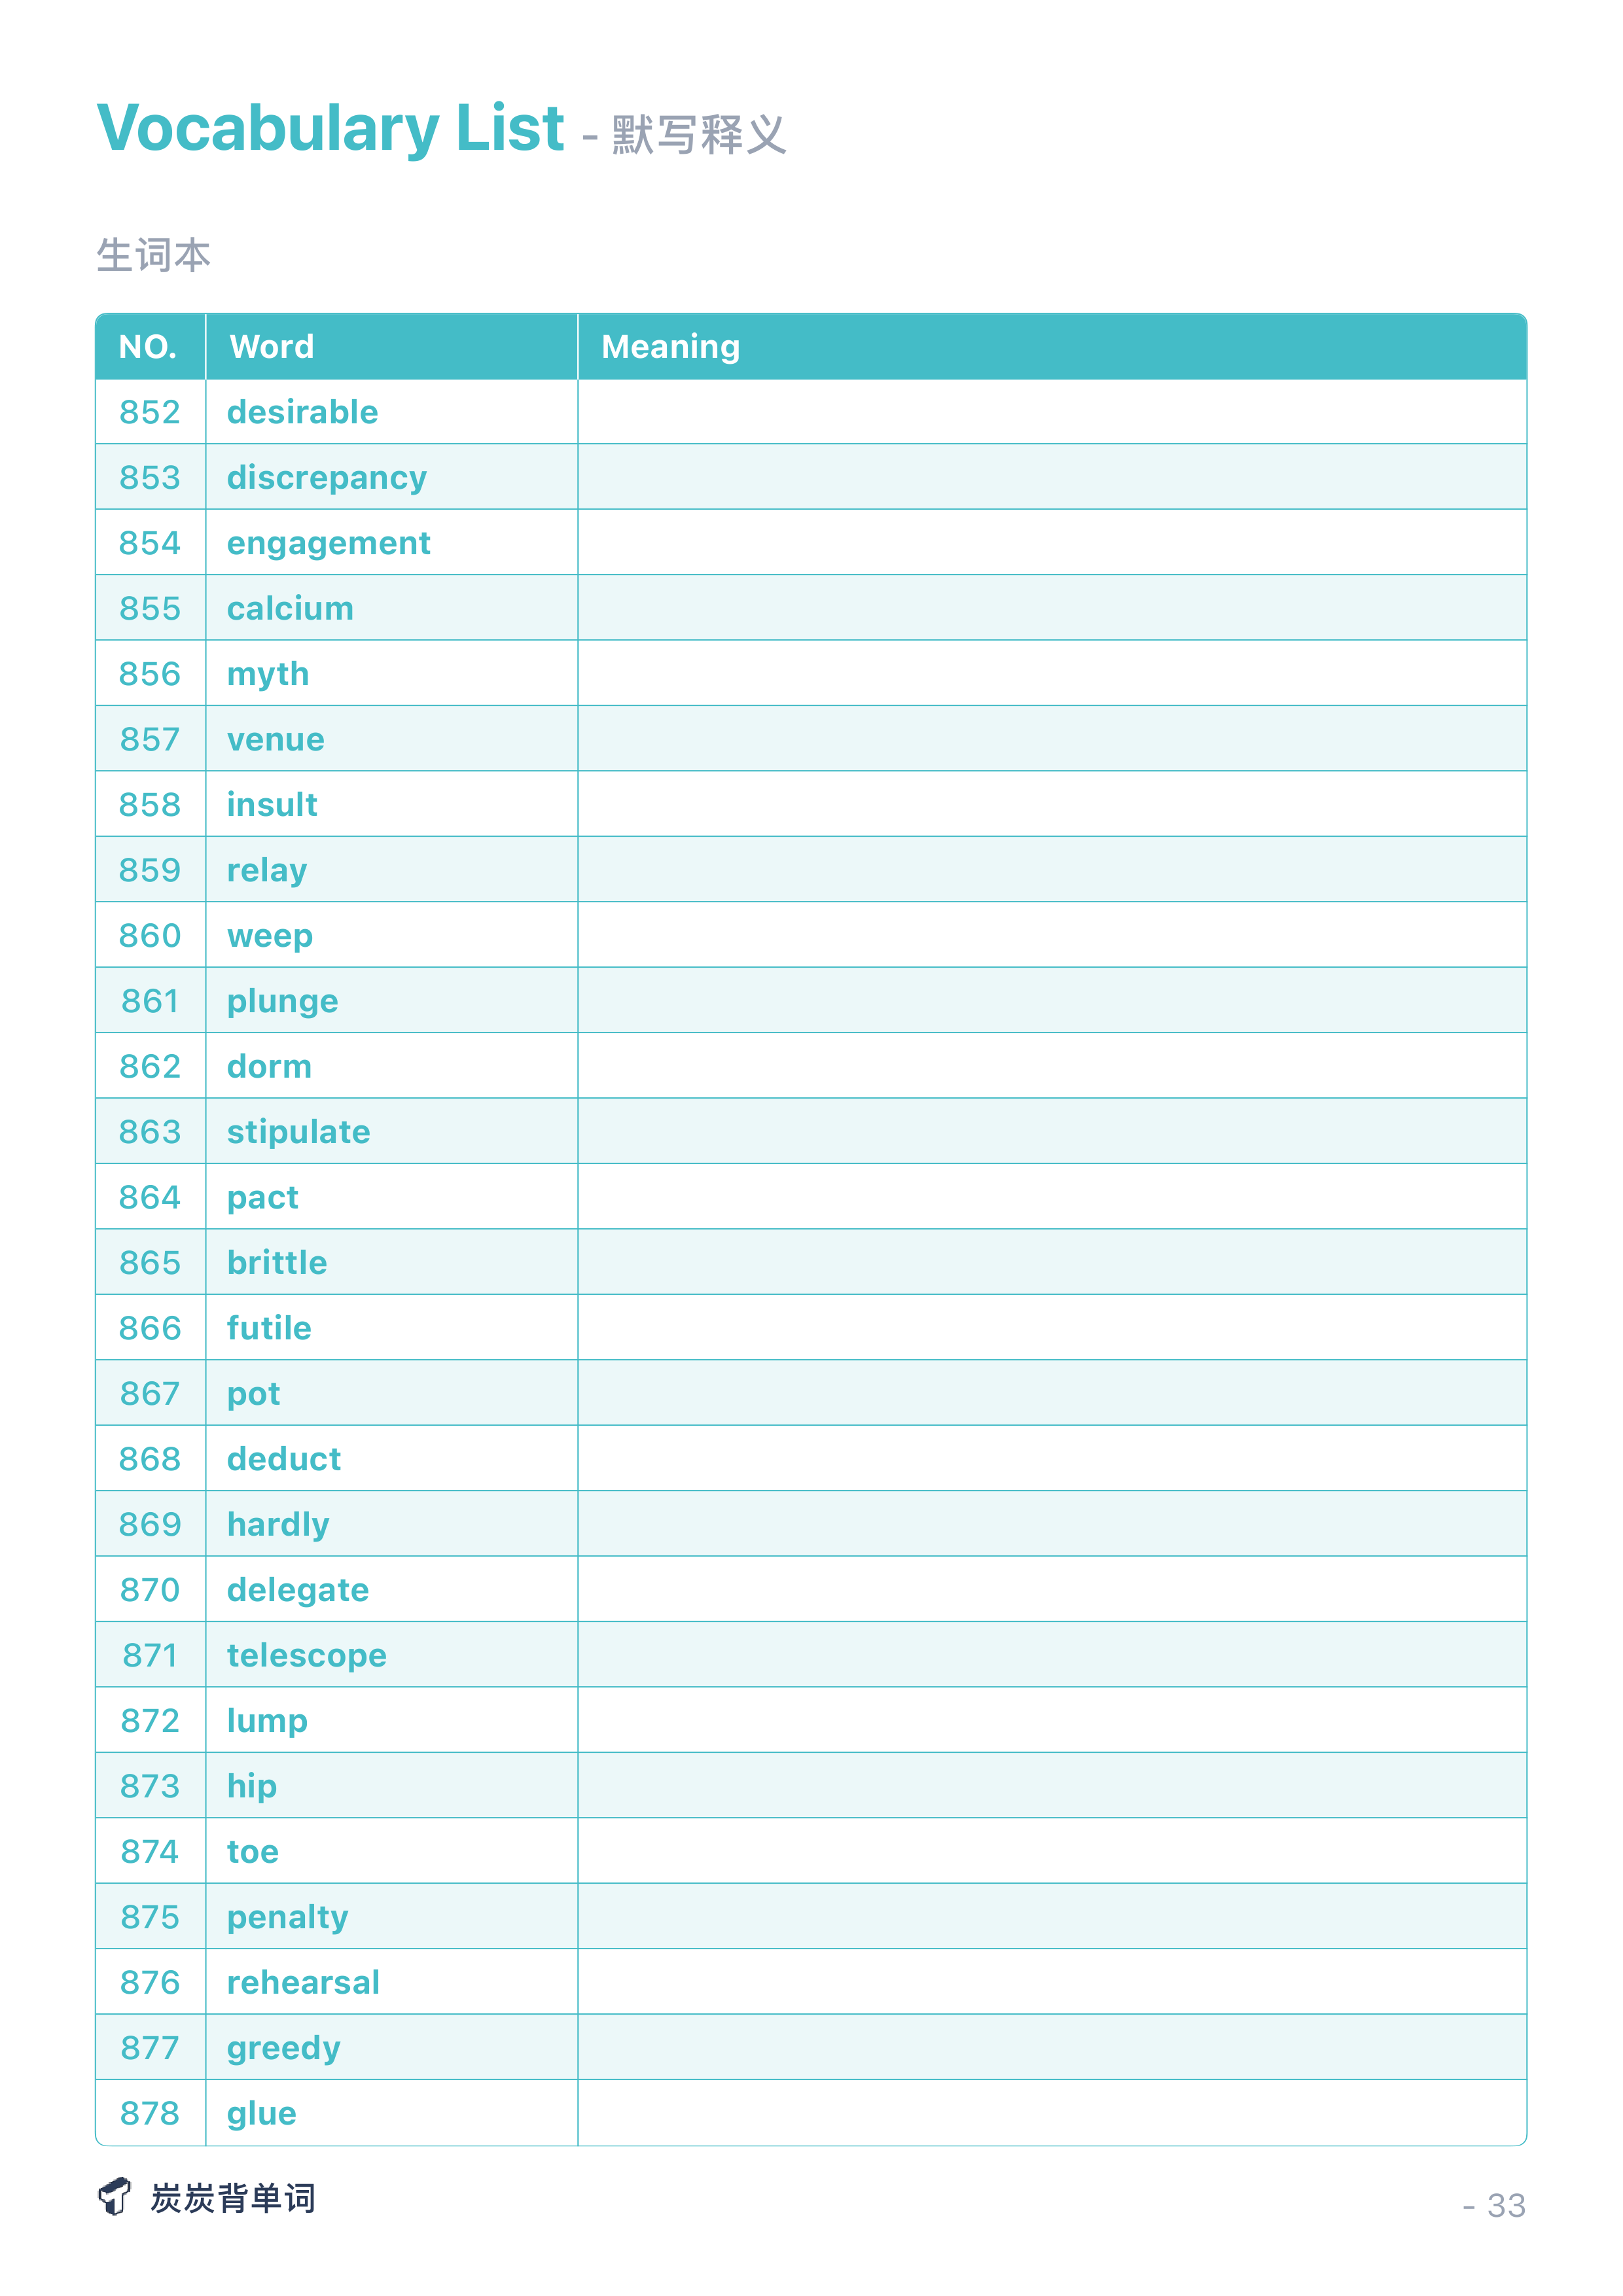 Vocabulary List - 默写释义
生词本
NO. Word Meaning
852 desirable
853 discrepancy
854 engagement
855 calcium
856 myth
857 venue
858 insult
859 relay
860 weep
861 plunge
862 dorm
863 stipulate
864 pact
865 brittle
866 futile
867 pot
868 deduct
869 hardly
870 delegate
871 telescope
872 lump
873 hip
874 toe
875 penalty
876 rehearsal
877 greedy
878 glue
炭炭背单词
- 33